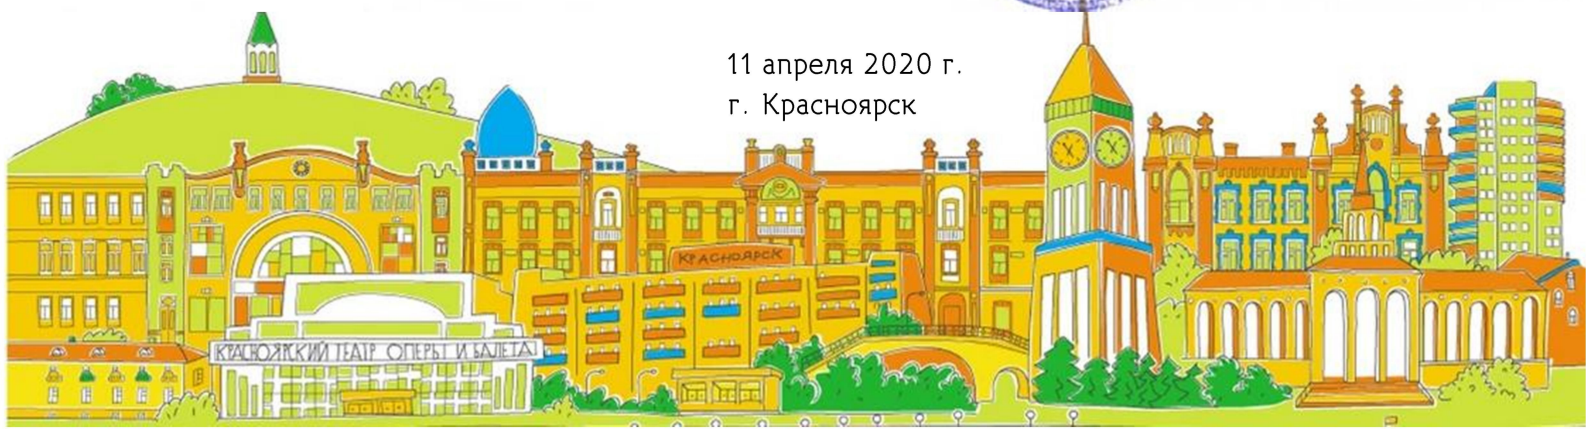 11 апреля 2020 г.
г. Красноярск
КРАСНОЯРСК
КРАСНОЯРСКИЙ ТЕАТР ОПЕРЫ И БАЛЕТА